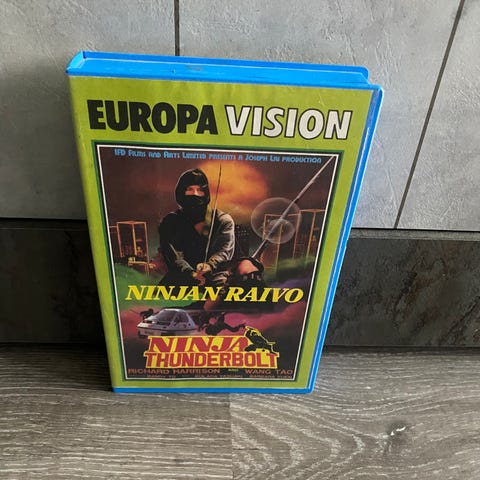 EUROPA VISION
IFD FILMS AND ARTS LIMITED PRESENTS A JOSEPH LAI PRODUCTION
NINJAN RAIVO
NINJA
THUNDERBOLT
RICHARD HARRISON AND WANG TAO